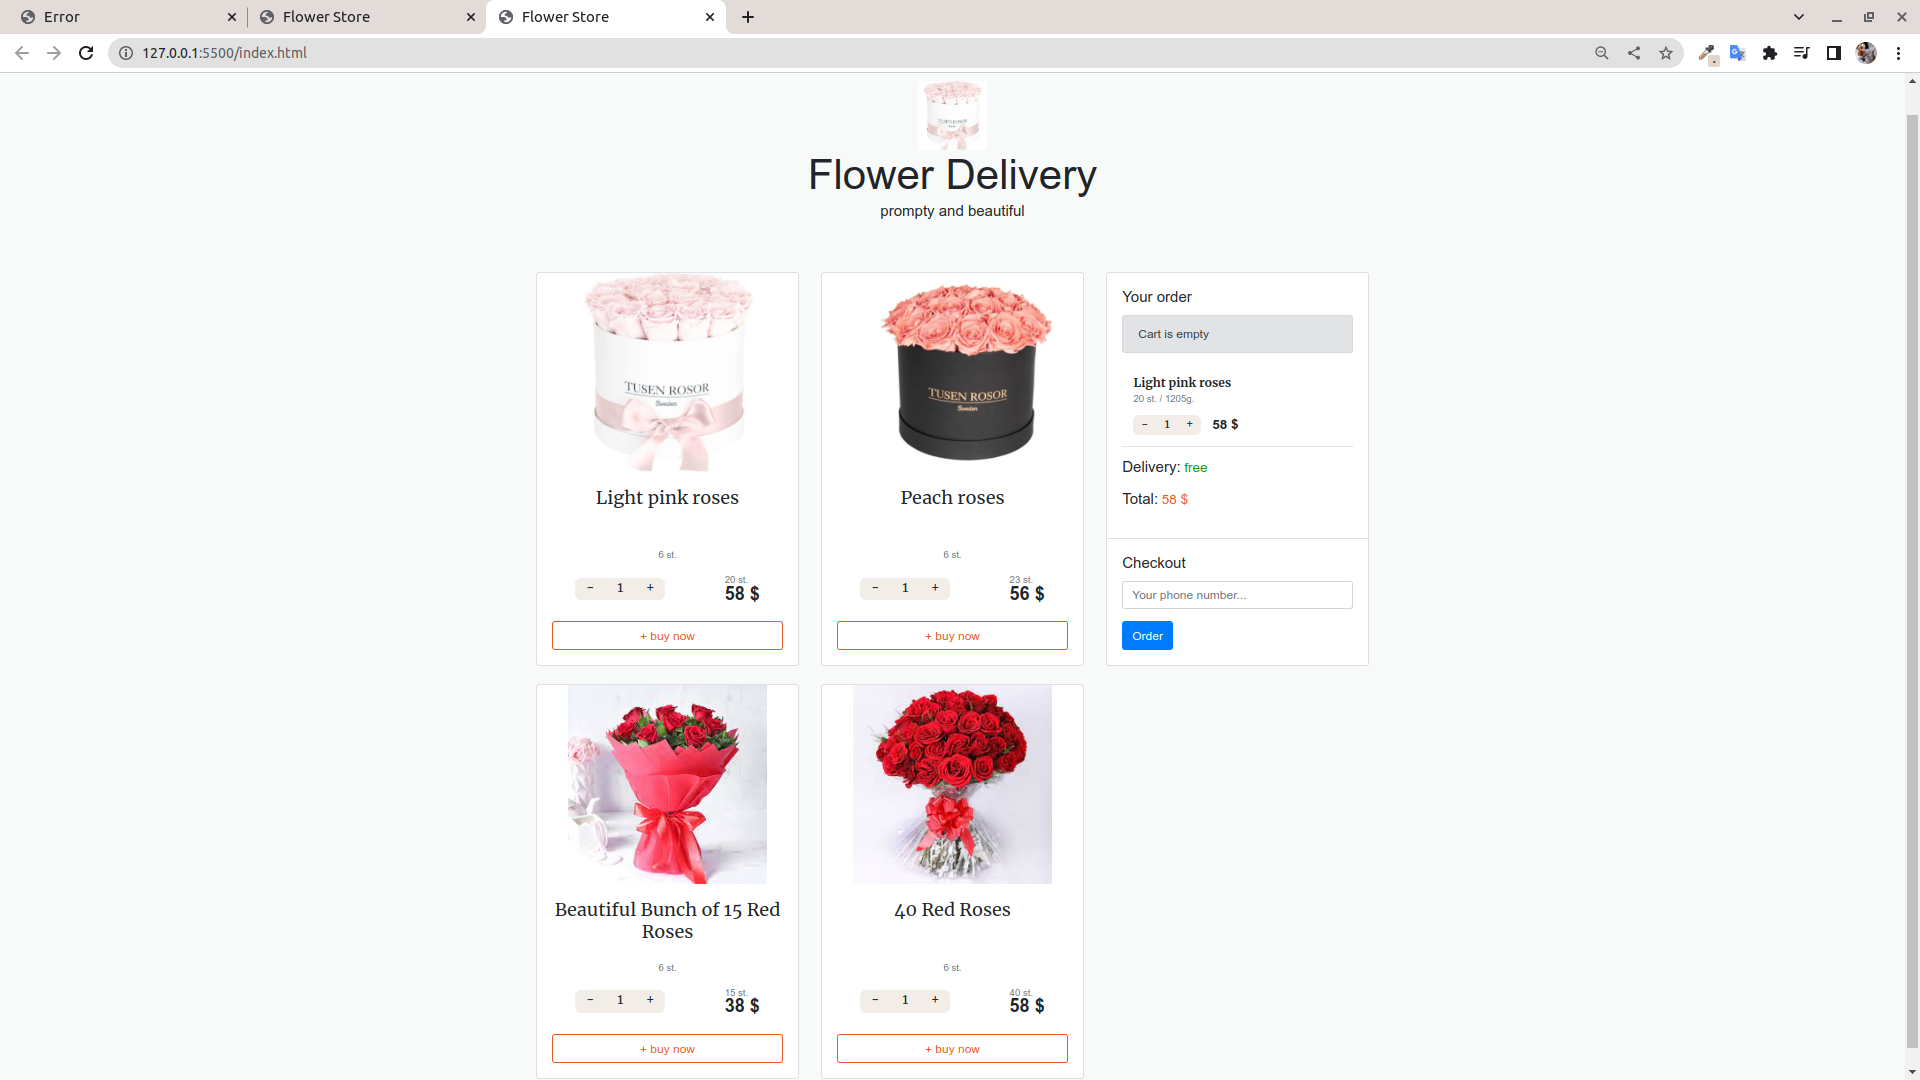 Error
Flower Store
Flower Store
127.0.0.1:5500/index.html
Flower Delivery
prompty and beautiful
TUSEN ROSOR
Sweden
Light pink roses
6 st.
- 1 +
20 st.
58 $
+ buy now
TUSEN ROSOR
Sweden
Peach roses
6 st.
- 1 +
23 st.
56 $
+ buy now
Your order
Cart is empty
Light pink roses
20 st. / 1205g.
- 1 + 58 $
Delivery: free
Total: 58 $
Checkout
Your phone number...
Order
Beautiful Bunch of 15 Red
Roses
6 st.
- 1 +
15 st.
38 $
+ buy now
40 Red Roses
6 st.
- 1 +
40 st.
58 $
+ buy now